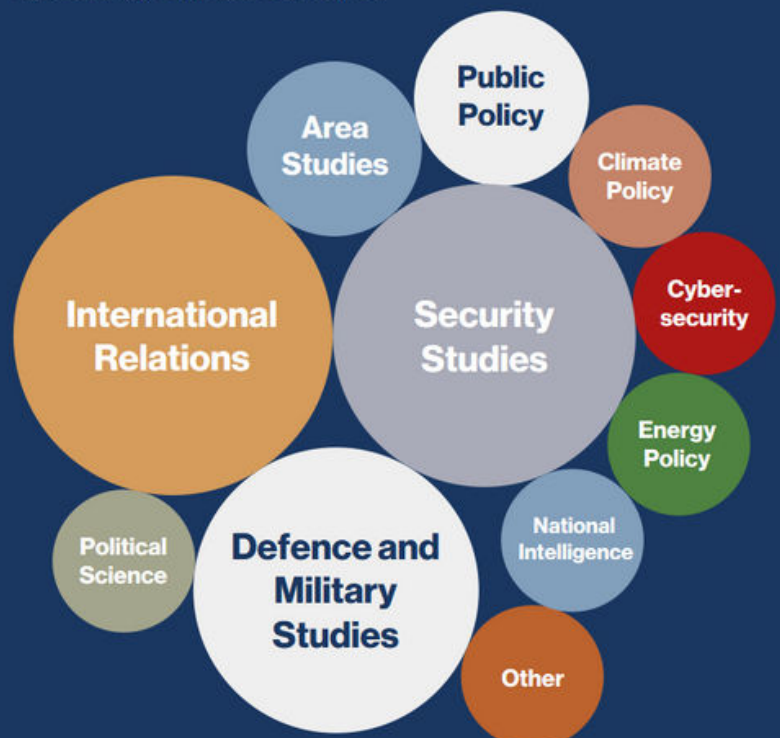 Public
Policy
Area
Studies
Climate
Policy
Cyber-
security
International
Relations
Security
Studies
Energy
Policy
National
Intelligence
Political
Science
Defence and
Military
Studies
Other